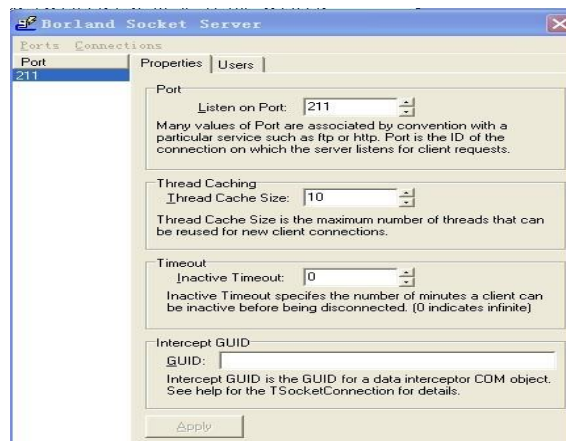 Borland Socket Server
Ports Connections
Port
211
Properties Users
Port
Listen on Port: 211
Many values of Port are associated by convention with a
particular service such as ftp or http. Port is the ID of the
connection on which the server listens for client requests.
Thread Caching
Thread Cache Size: 10
Thread Cache Size is the maximum number of threads that can
be reused for new client connections.
Timeout
Inactive Timeout: 0
Inactive Timeout specifes the number of minutes a client can
be inactive before being disconnected. (0 indicates infinite)
Intercept GUID
GUID:
Intercept GUID is the GUID for a data interceptor COM object.
See help for the TSocketConnection for details.
Apply